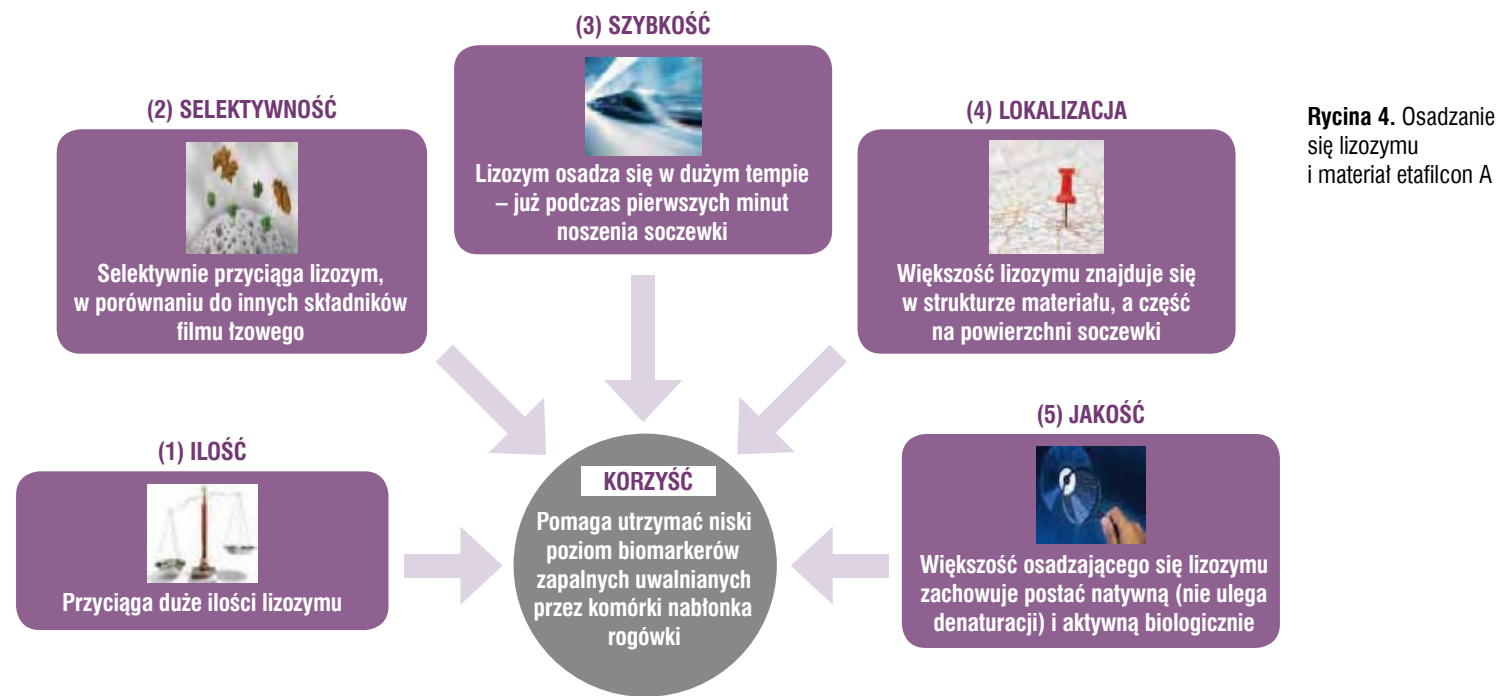 (1) ILOŚĆ
Przyciąga duże ilości lizozymu
(2) SELEKTYWNOŚĆ
Selektywnie przyciąga lizozym,
w porównaniu do innych składników
filmu łzowego
(3) SZYBKOŚĆ
Lizozym osadza się w dużym tempie
– już podczas pierwszych minut
noszenia soczewki
(4) LOKALIZACJA
Większość lizozymu znajduje się
w strukturze materiału, a część
na powierzchni soczewki
(5) JAKOŚĆ
Większość osadzającego się lizozymu
zachowuje postać natywną (nie ulega
denaturacji) i aktywną biologicznie
KORZYŚĆ
Pomaga utrzymać niski
poziom biomarkerów
zapalnych uwalnianych
przez komórki nabłonka
rogówki
Rycina 4. Osadzanie
się lizozymu
i materiał etafilcon A